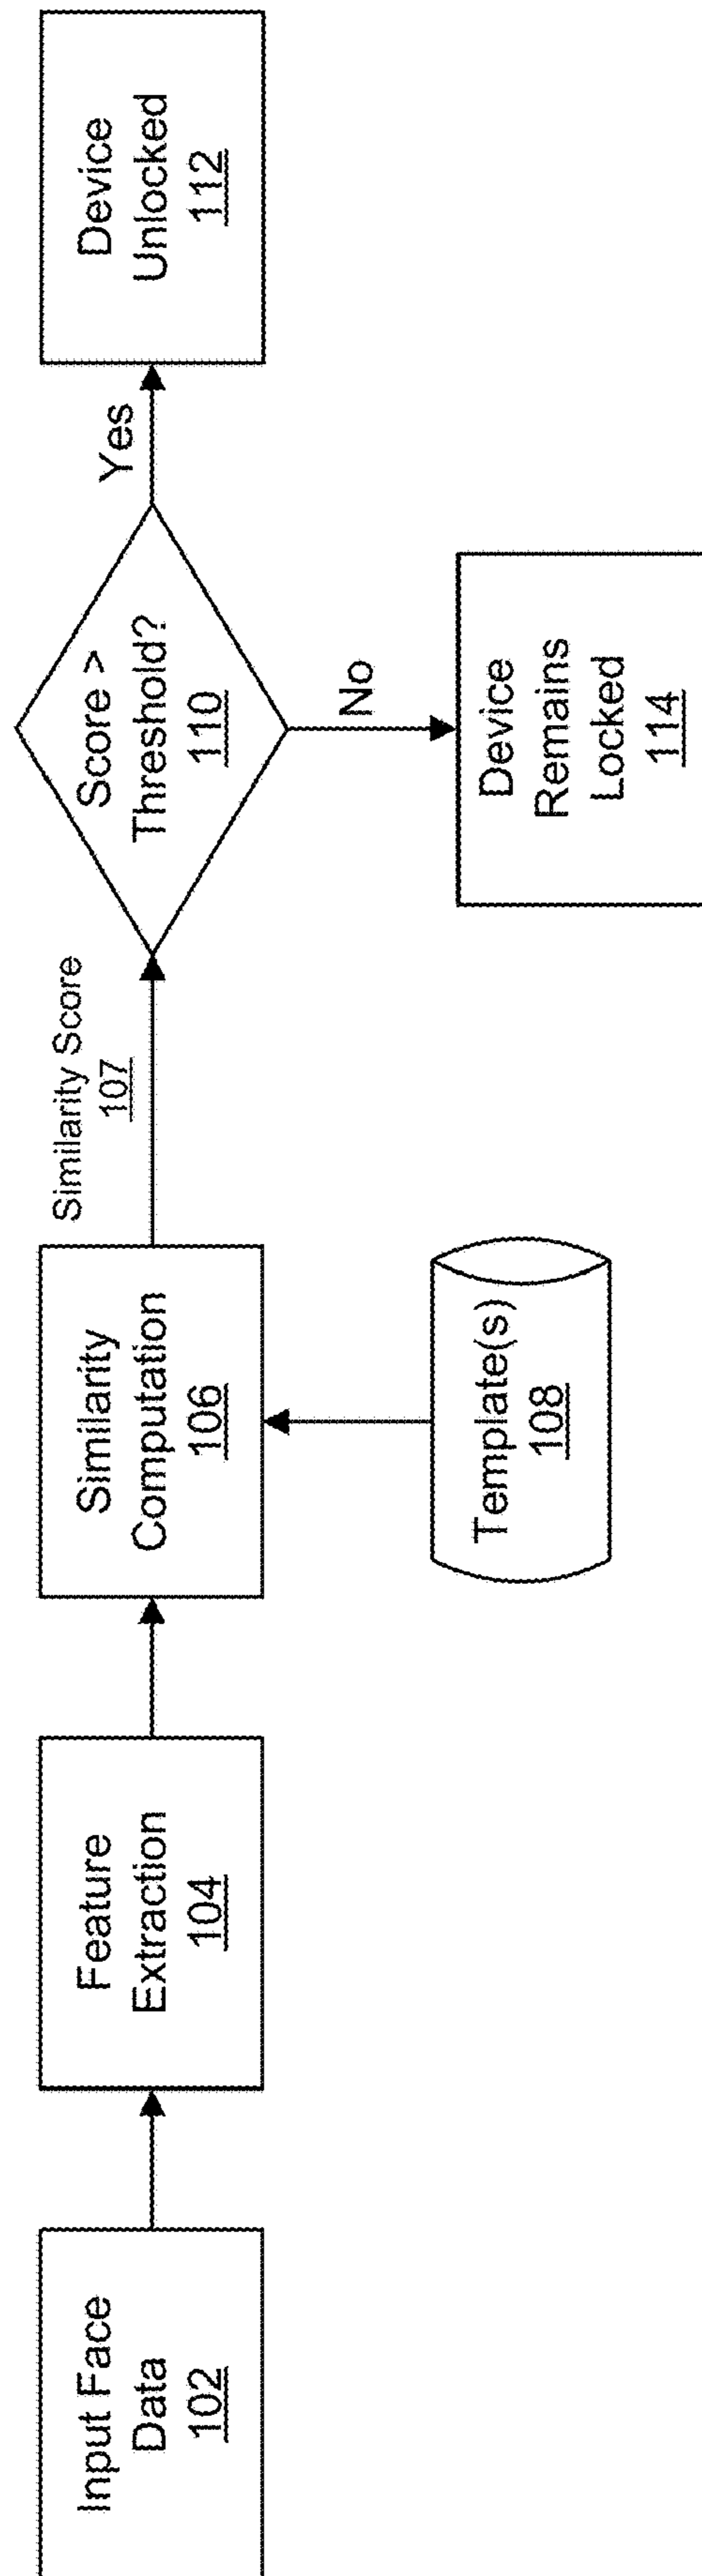 Input Face
Data
102
Feature
Extraction
104
Similarity
Computation
106
Template(s)
108
Similarity Score
107
Score >
Threshold?
110
Yes
Device
Unlocked
112
No
Device
Remains
Locked
114